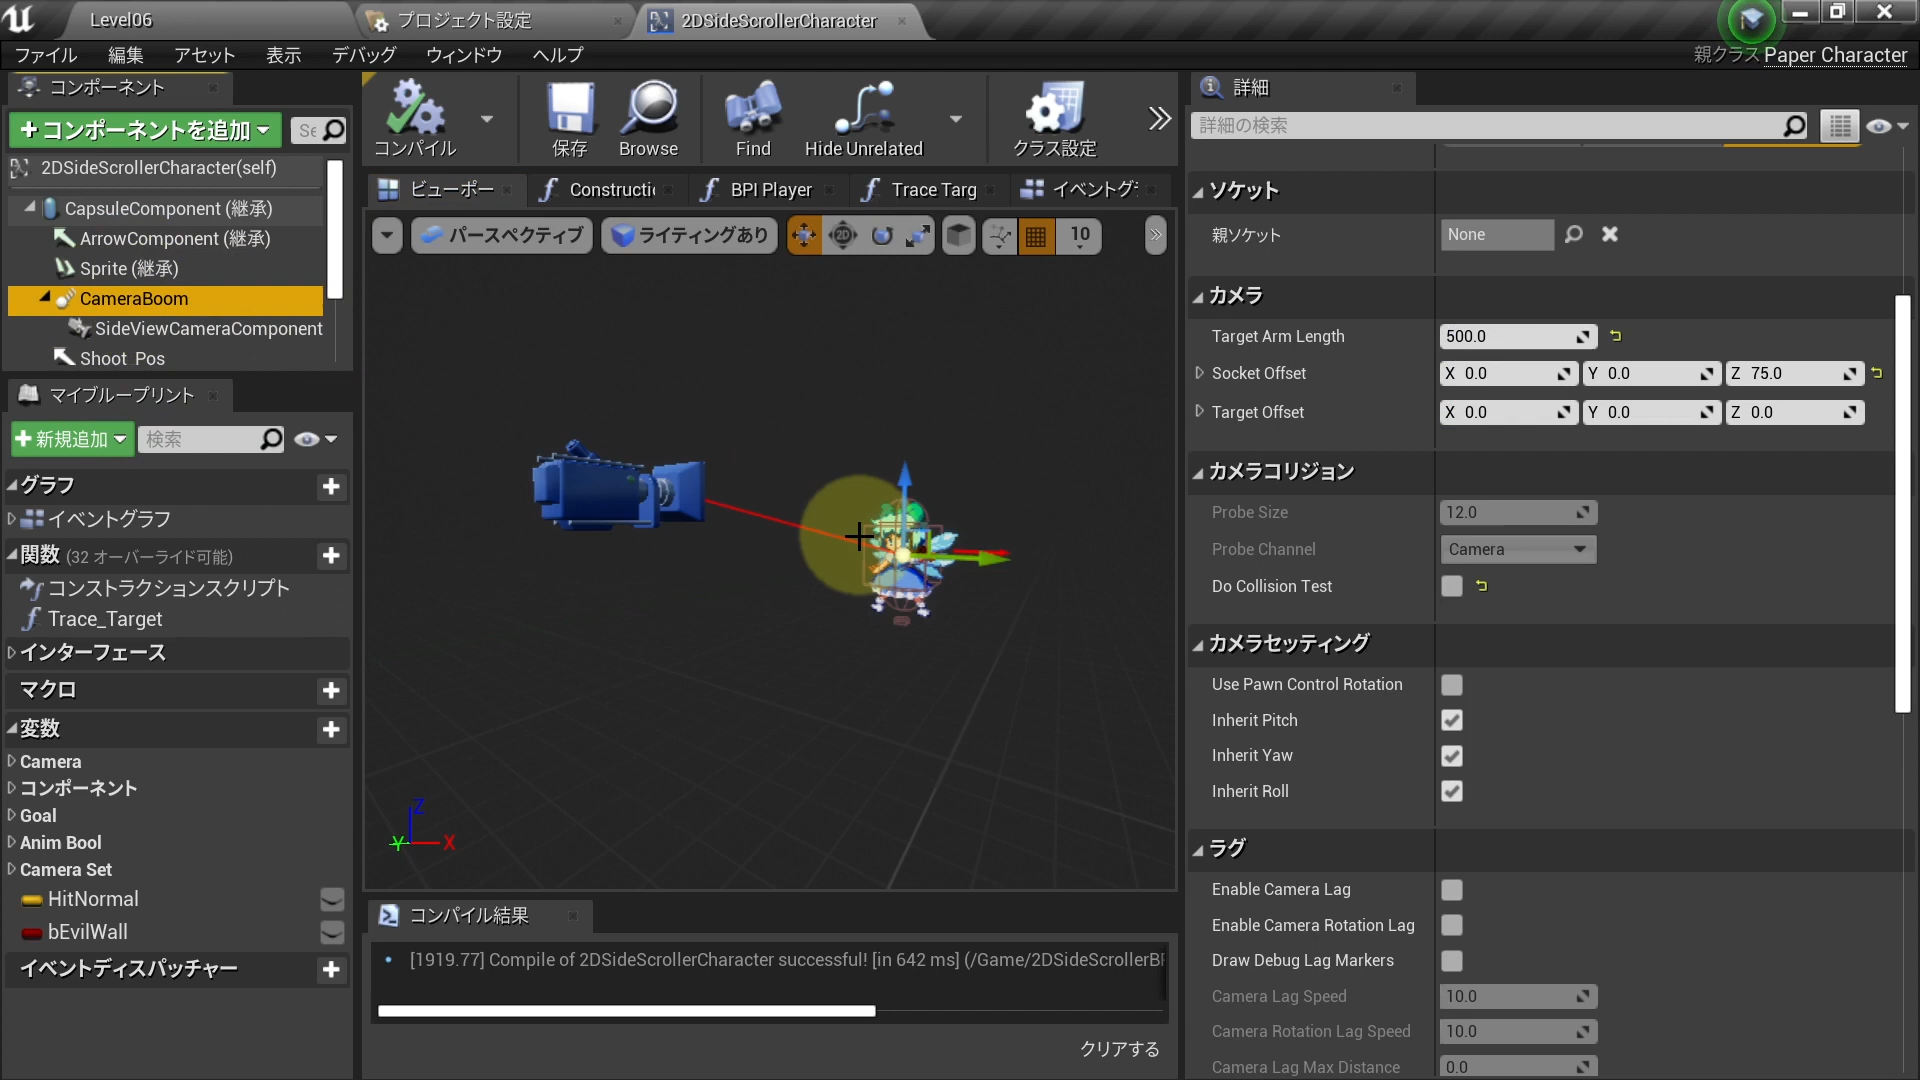 Level06
プロジェクト設定
2DSideScrollerCharacter
ファイル 編集 アセット 表示 デバッグ ウィンドウ ヘルプ
親クラス Paper Character
コンポーネント
+コンポーネントを追加
Se
2DSideScrollerCharacter(self)
CapsuleComponent (継承)
ArrowComponent (継承)
Sprite (継承)
CameraBoom
SideViewCameraComponent
Shoot Pos
マイブループリント
+新規追加
検索
グラフ
イベントグラフ
関数 (32 オーバーライド可能)
コンストラクションスクリプト
Trace_Target
インターフェース
マクロ
変数
Camera
コンポーネント
Goal
Anim Bool
Camera Set
HitNormal
bEvilWall
イベントディスパッチャー
コンパイル
保存
Browse
Find
Hide Unrelated
クラス設定
ビューポー
Constructi
BPI Player
Trace Targ
イベントグラ
パースペクティブ
ライティングあり
2D
10
Z
Y
X
コンパイル結果
[1919.77] Compile of 2DSideScrollerCharacter successful! [in 642 ms] (/Game/2DSideScrollerB
クリアする
詳細
詳細の検索
ソケット
親ソケット None
カメラ
Target Arm Length 500.0
Socket Offset X 0.0 Y 0.0 Z 75.0
Target Offset X 0.0 Y 0.0 Z 0.0
カメラコリジョン
Probe Size 12.0
Probe Channel Camera
Do Collision Test
カメラセッティング
Use Pawn Control Rotation
Inherit Pitch
Inherit Yaw
Inherit Roll
ラグ
Enable Camera Lag
Enable Camera Rotation Lag
Draw Debug Lag Markers
Camera Lag Speed 10.0
Camera Rotation Lag Speed 10.0
Camera Lag Max Distance 0.0